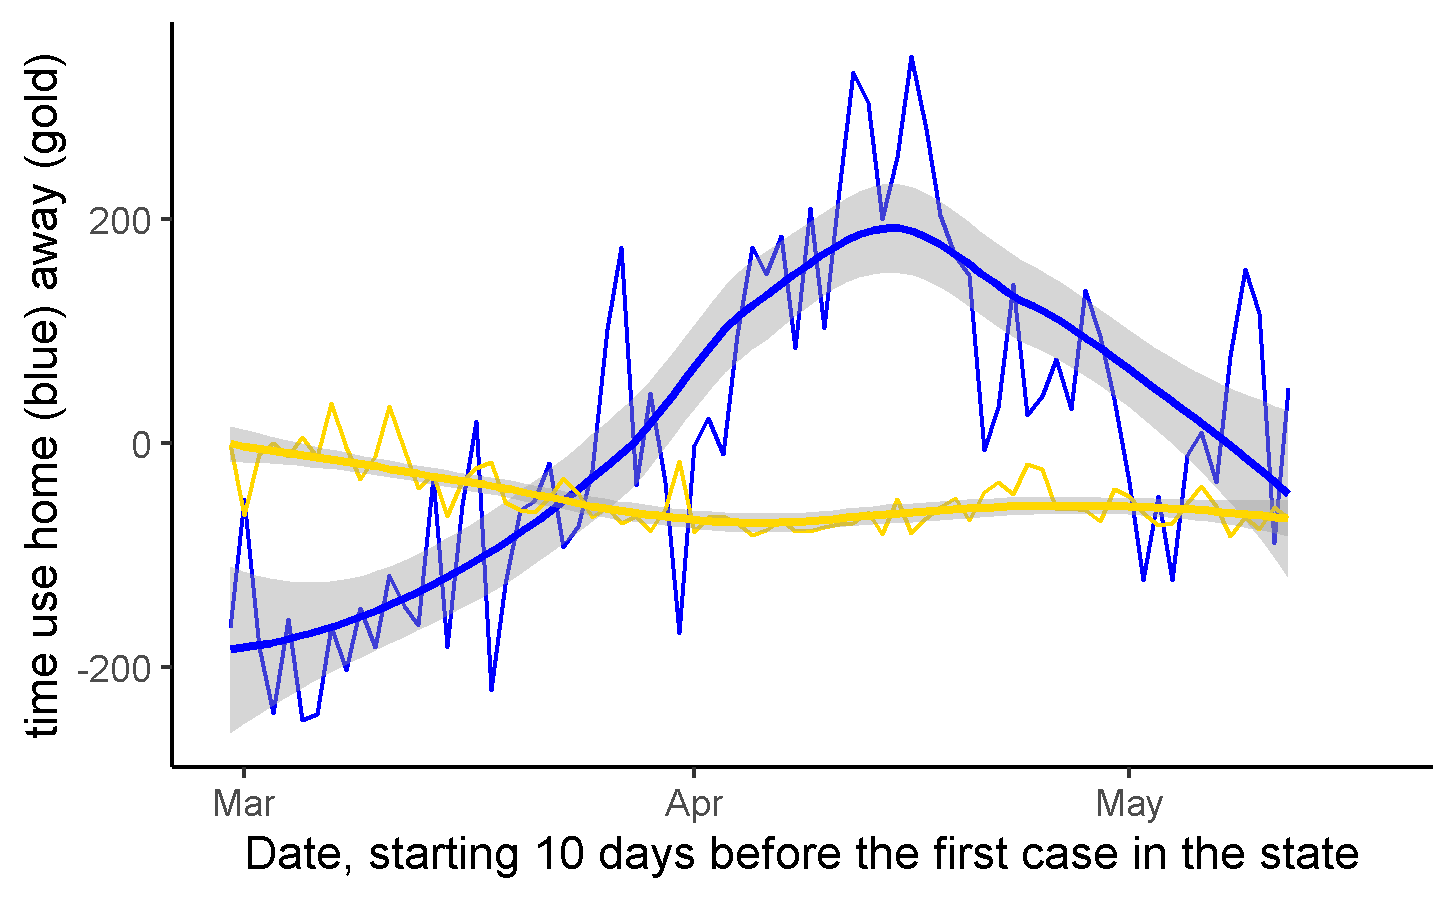 time use home (blue) away (gold)
200
0
-200
Mar
Apr
May
Date, starting 10 days before the first case in the state